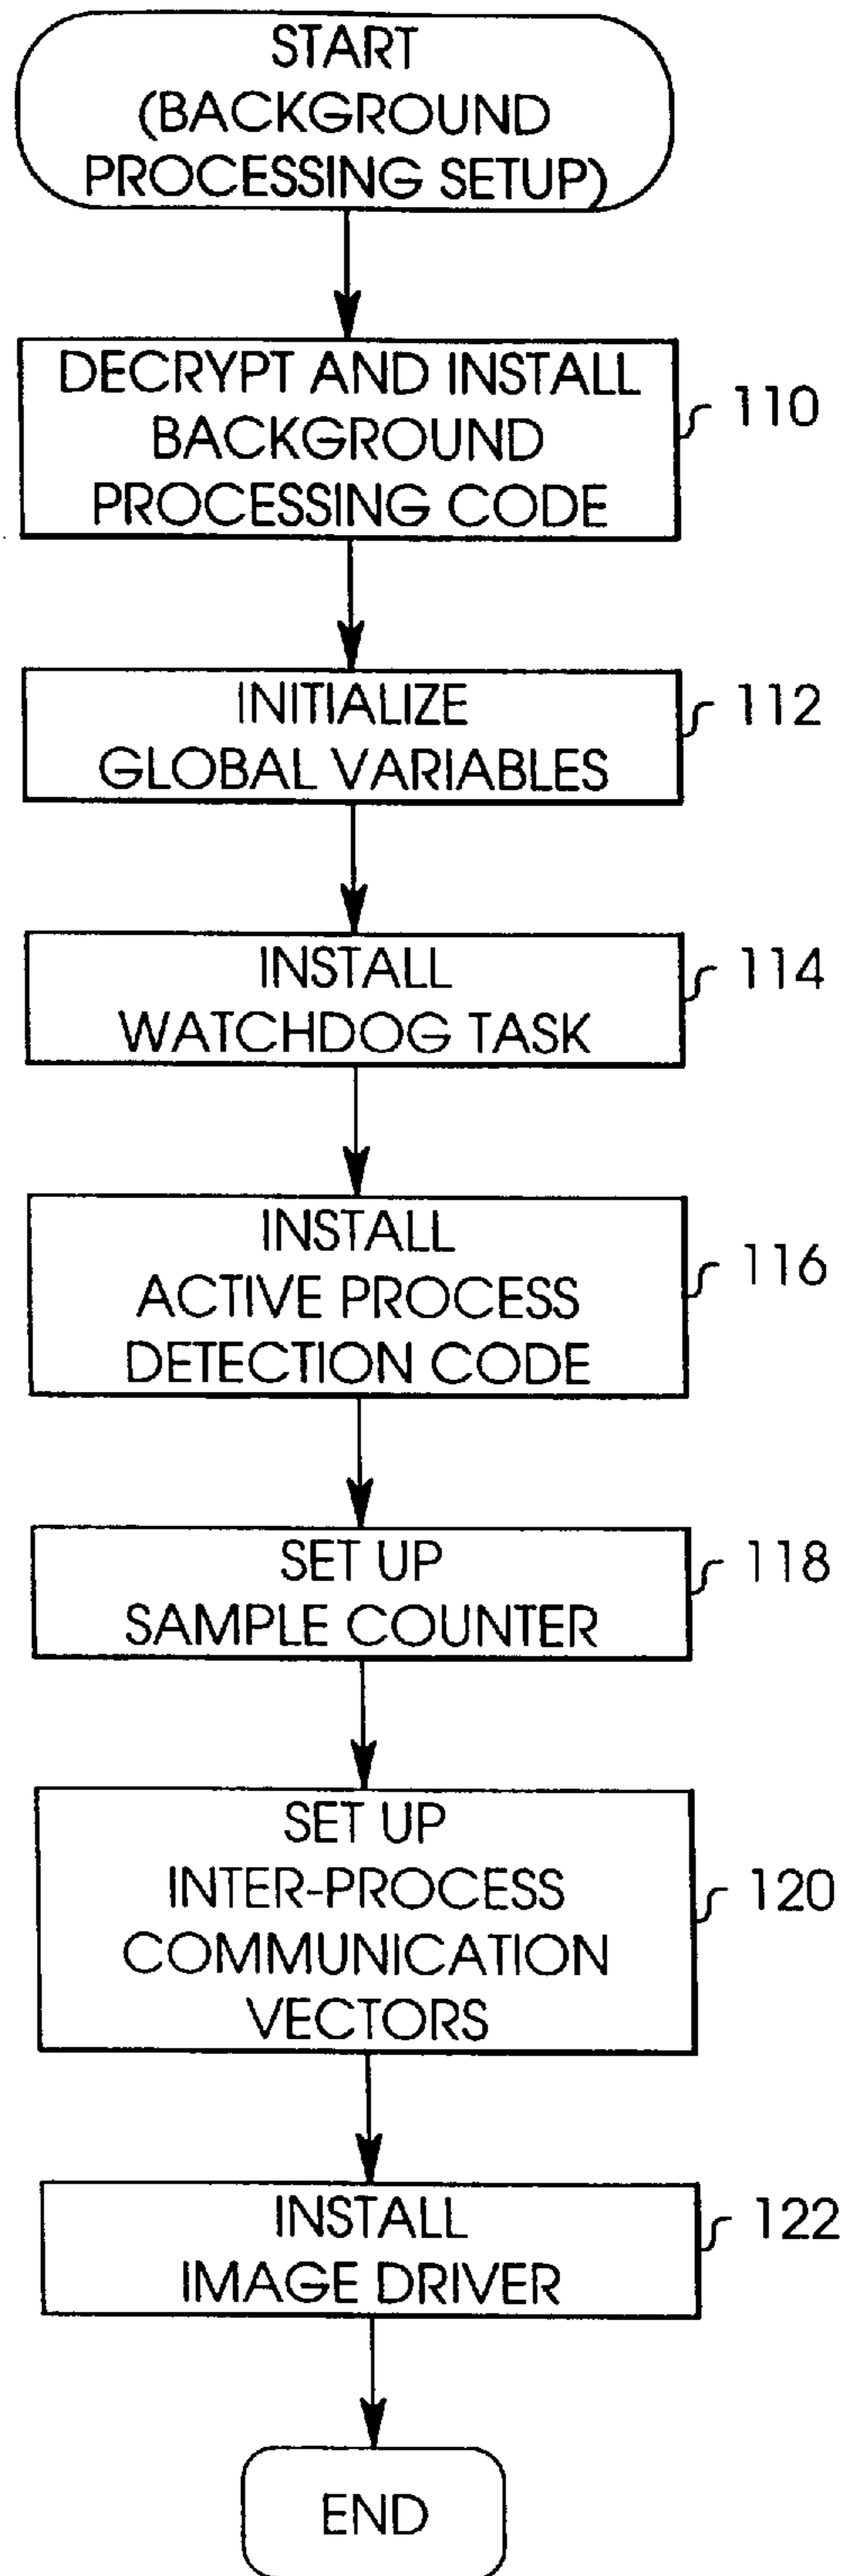 START
(BACKGROUND
PROCESSING SETUP)
DECRYPT AND INSTALL
BACKGROUND
PROCESSING CODE
110
INITIALIZE
GLOBAL VARIABLES
112
INSTALL
WATCHDOG TASK
114
INSTALL
ACTIVE PROCESS
DETECTION CODE
116
SET UP
SAMPLE COUNTER
118
SET UP
INTER-PROCESS
COMMUNICATION
VECTORS
120
INSTALL
IMAGE DRIVER
122
END